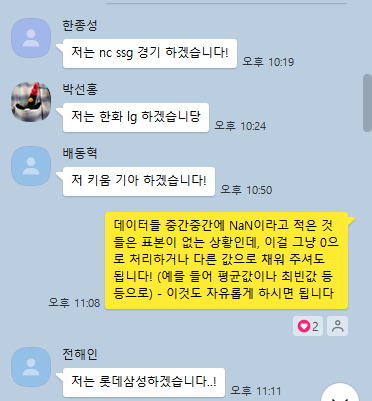 한종성
저는 nc ssg 경기 하겠습니다!
오후 10:19
박선홍
저는 한화 lg 하겠습니당
오후 10:24
배동혁
저 키움 기아 하겠습니다!
오후 10:50
데이터들 중간중간에 NaN이라고 적은 것
들은 표본이 없는 상황인데, 이걸 그냥 0으
로 처리하거나 다른 값으로 채워 주셔도
됩니다! (예를 들어 평균값이나 최빈값 등
등으로) - 이것도 자유롭게 하시면 됩니다
오후 11:08
2
전해인
저는 롯데삼성하겠습니다..!
오후 11:11